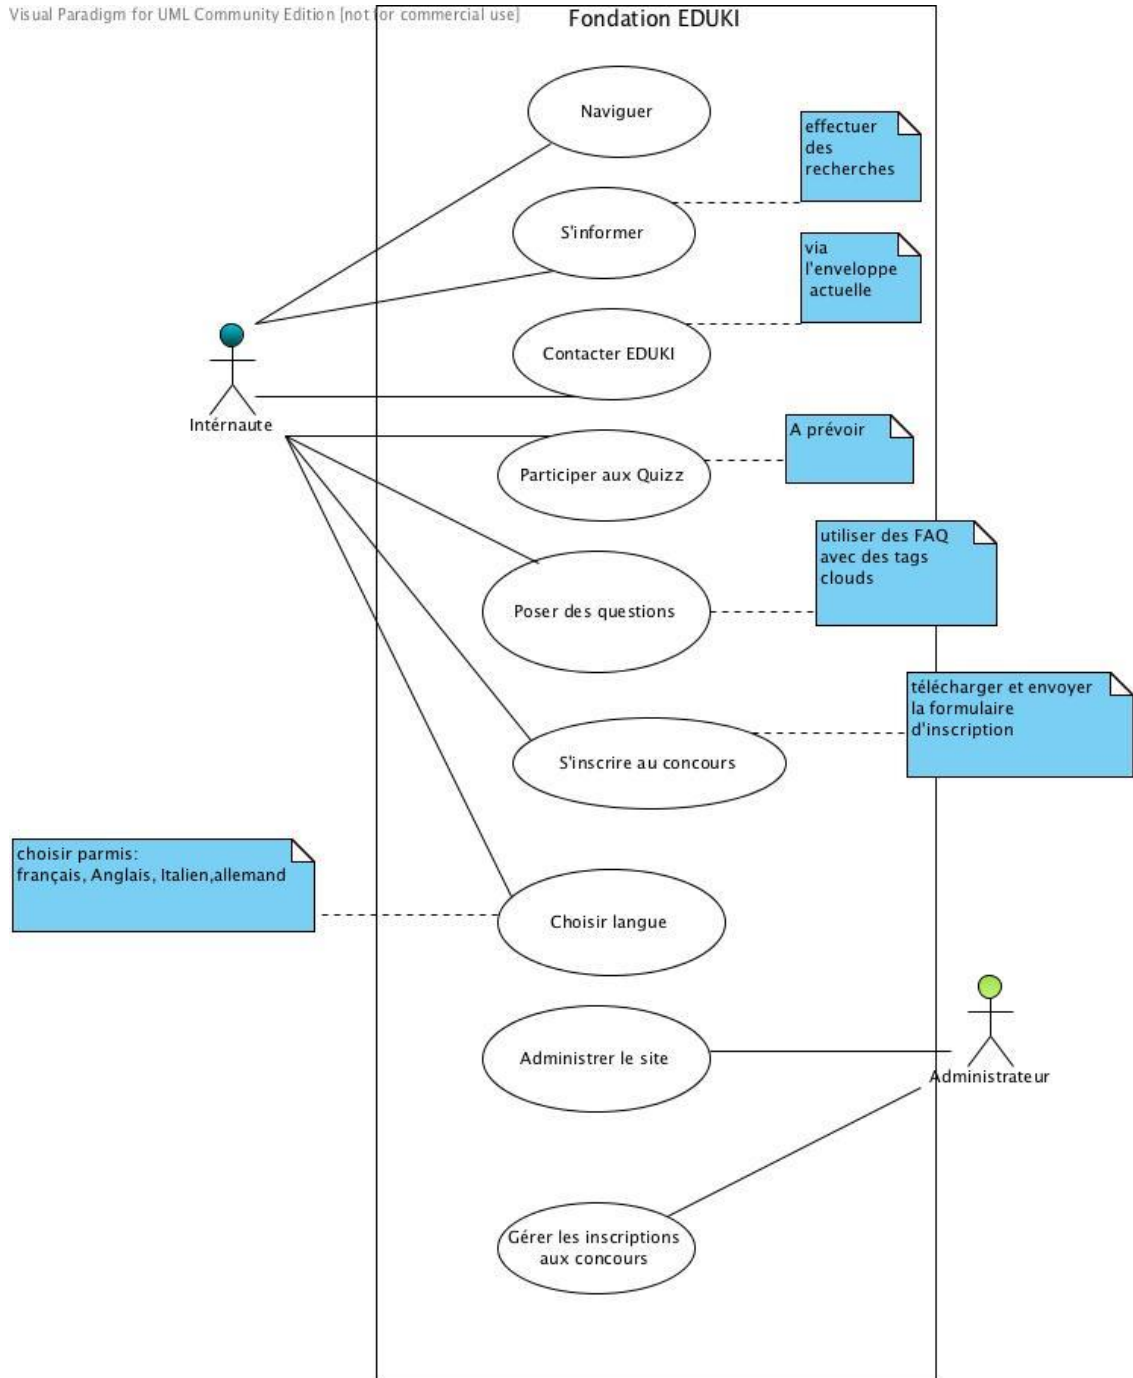 Visual Paradigm for UML Community Edition [not for commercial use]
Fondation EDUKI
Naviguer
effectuer
des
recherches
S'informer
via
l'enveloppe
actuelle
Contacter EDUKI
Intérnaute
A prévoir
Participer aux Quizz
utiliser des FAQ
avec des tags
clouds
Poser des questions
télécharger et envoyer
la formulaire
d'inscription
S'inscrire au concours
choisir parmis:
français, Anglais, Italien,allemand
Choisir langue
Administrer le site
Administrateur
Gérer les inscriptions
aux concours